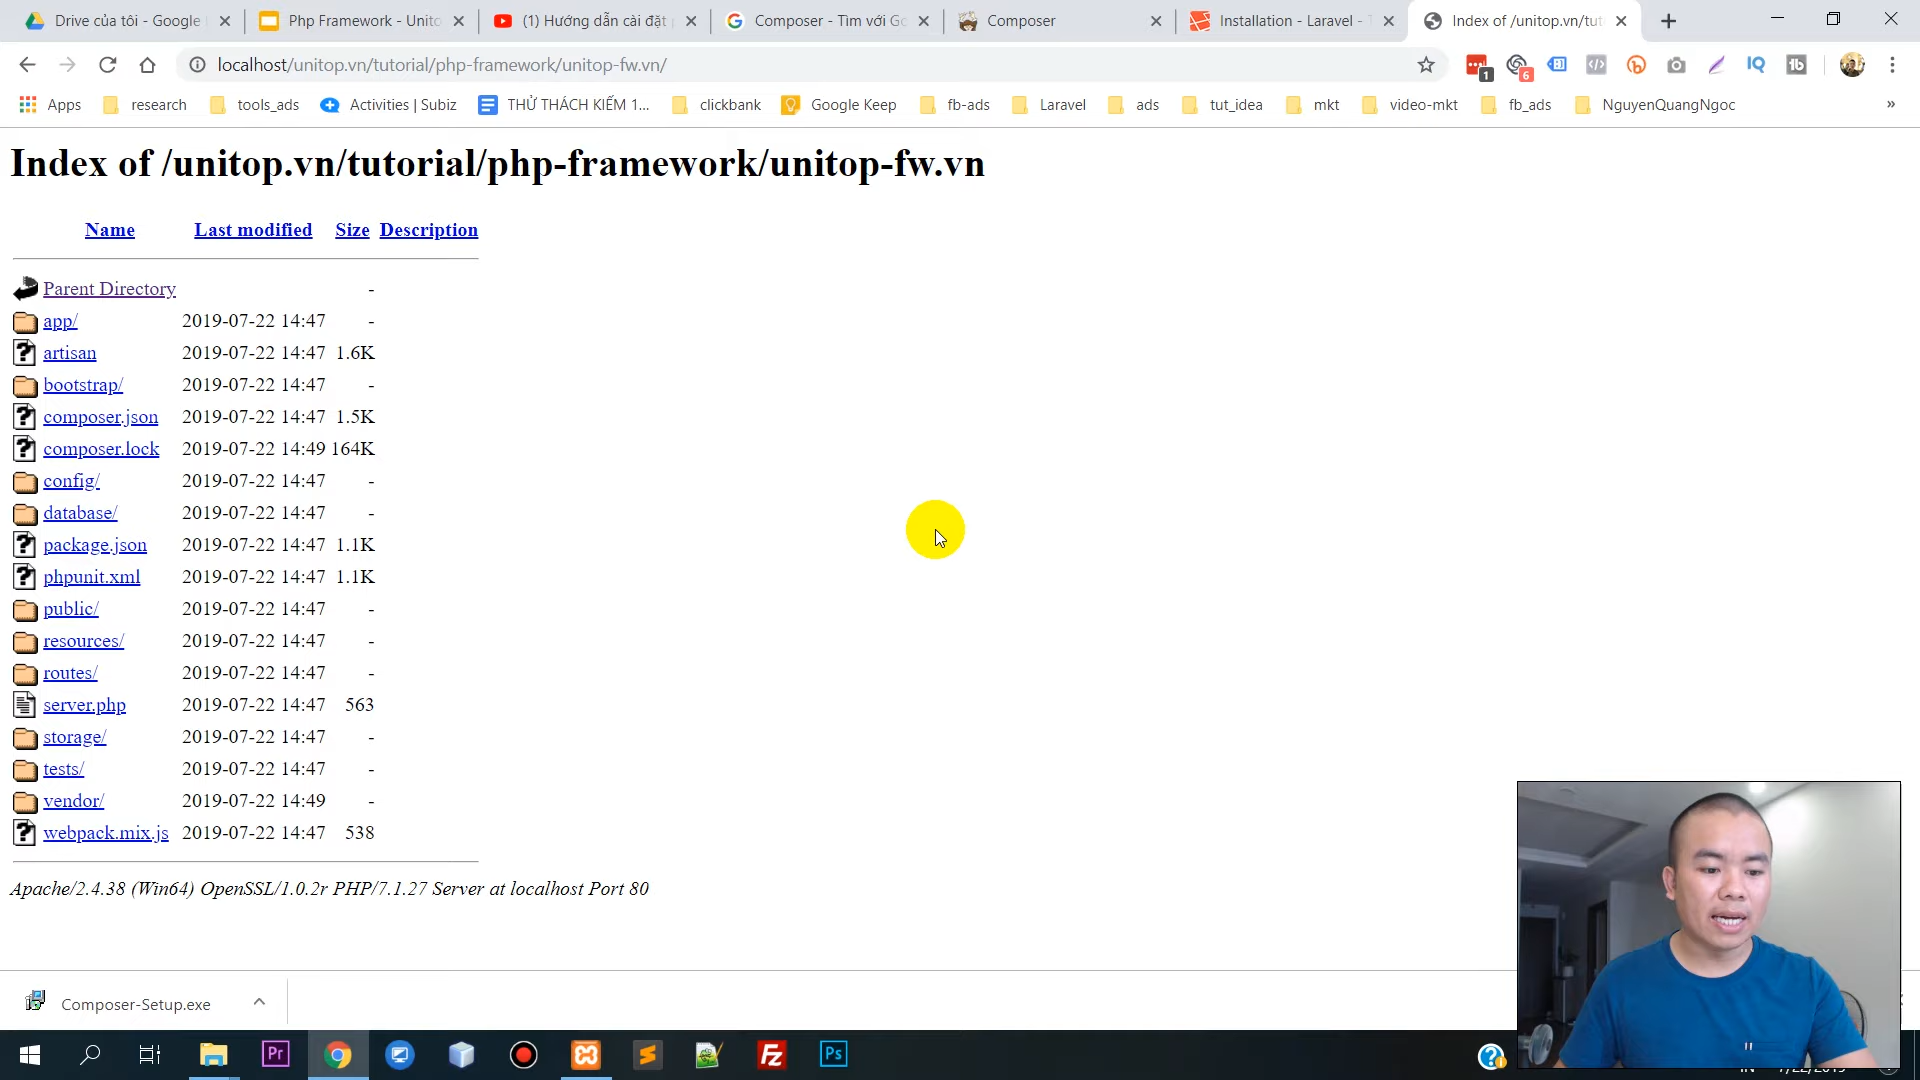 Drive của tôi - Google
Php Framework - Unito
(1) Hướng dẫn cài đặt
Composer - Tìm với Go
Composer
Installation - Laravel -
Index of /unitop.vn/tut
localhost/unitop.vn/tutorial/php-framework/unitop-fw.vn/
1
6
IQ
Apps
research
tools_ads
Activities | Subiz
THỬ THÁCH KIẾM 1...
clickbank
Google Keep
fb-ads
Laravel
ads
tut_idea
mkt
video-mkt
fb_ads
NguyenQuangNgoc
»
Index of /unitop.vn/tutorial/php-framework/unitop-fw.vn
Name Last modified Size Description
Parent Directory -
app/ 2019-07-22 14:47 -
artisan 2019-07-22 14:47 1.6K
bootstrap/ 2019-07-22 14:47 -
composer.json 2019-07-22 14:47 1.5K
composer.lock 2019-07-22 14:49 164K
config/ 2019-07-22 14:47 -
database/ 2019-07-22 14:47 -
package.json 2019-07-22 14:47 1.1K
phpunit.xml 2019-07-22 14:47 1.1K
public/ 2019-07-22 14:47 -
resources/ 2019-07-22 14:47 -
routes/ 2019-07-22 14:47 -
server.php 2019-07-22 14:47 563
storage/ 2019-07-22 14:47 -
tests/ 2019-07-22 14:47 -
vendor/ 2019-07-22 14:49 -
webpack.mix.js 2019-07-22 14:47 538
Apache/2.4.38 (Win64) OpenSSL/1.0.2r PHP/7.1.27 Server at localhost Port 80
Composer-Setup.exe
Pr
Fz
Ps